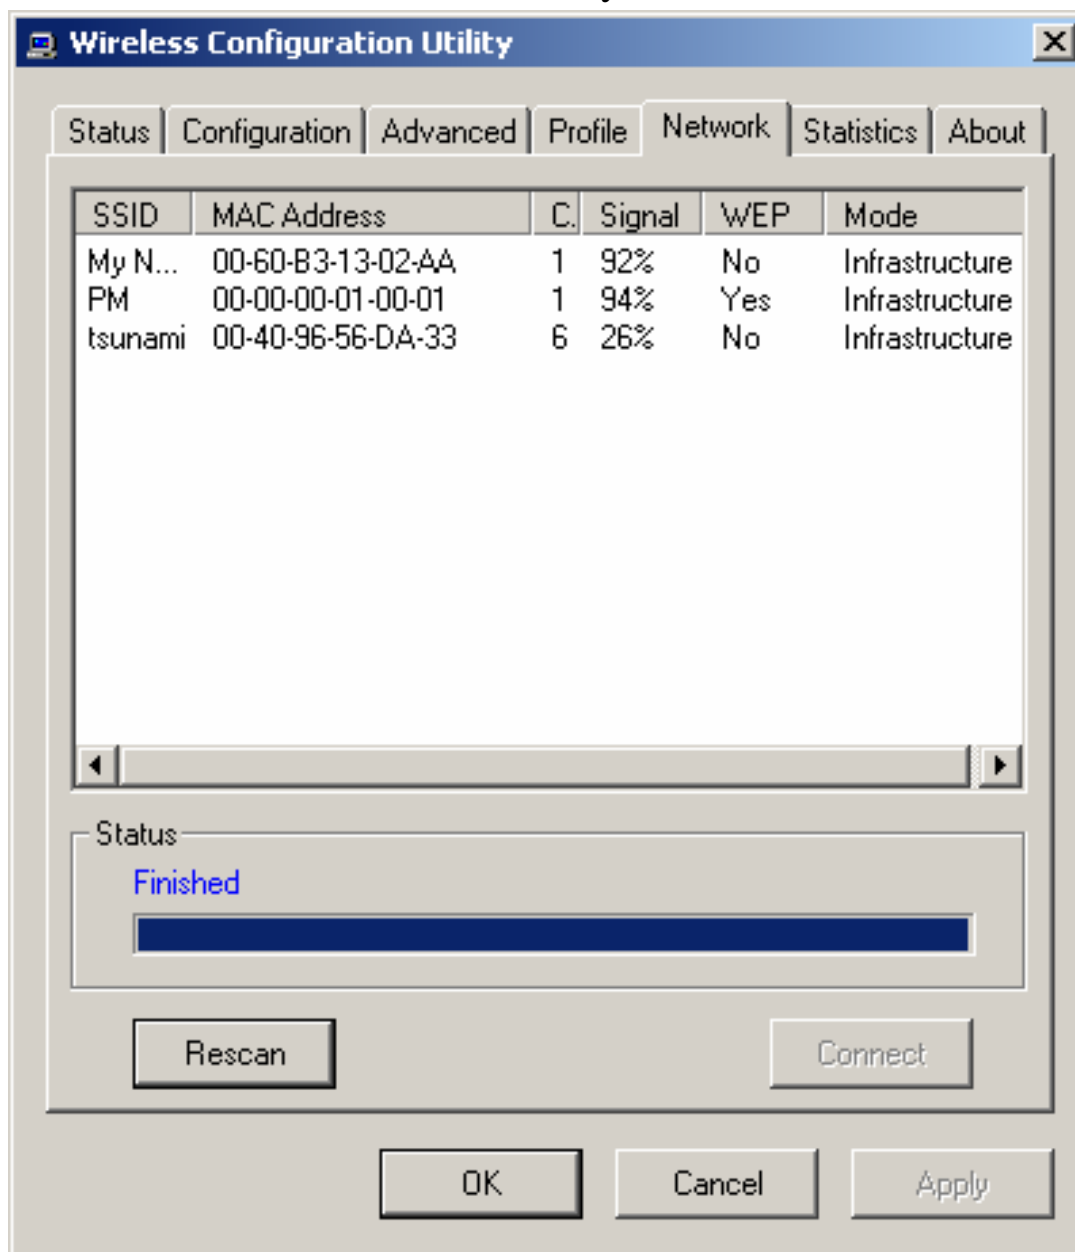 Wireless Configuration Utility
Status Configuration Advanced Profile Network Statistics About
SSID MAC Address C. Signal WEP Mode
My N... 00-60-B3-13-02-AA 1 92% No Infrastructure
PM 00-00-00-01-00-01 1 94% Yes Infrastructure
tsunami 00-40-96-56-DA-33 6 26% No Infrastructure
Status
Finished
Rescan Connect
OK Cancel Apply